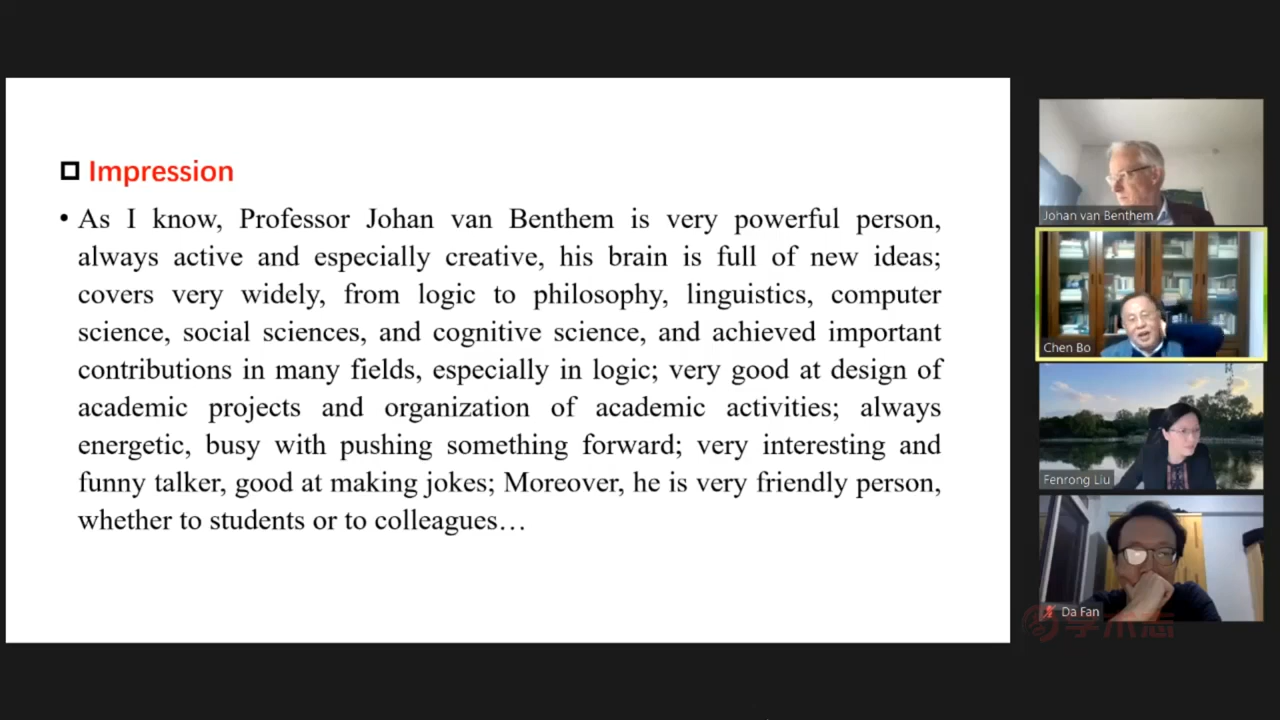 Impression
• As I know, Professor Johan van Benthem is very powerful person,
always active and especially creative, his brain is full of new ideas;
covers very widely, from logic to philosophy, linguistics, computer
science, social sciences, and cognitive science, and achieved important
contributions in many fields, especially in logic; very good at design of
academic projects and organization of academic activities; always
energetic, busy with pushing something forward; very interesting and
funny talker, good at making jokes; Moreover, he is very friendly person,
whether to students or to colleagues…
Johan van Benthem
Chen Bo
Fenrong Liu
Da Fan
学术志